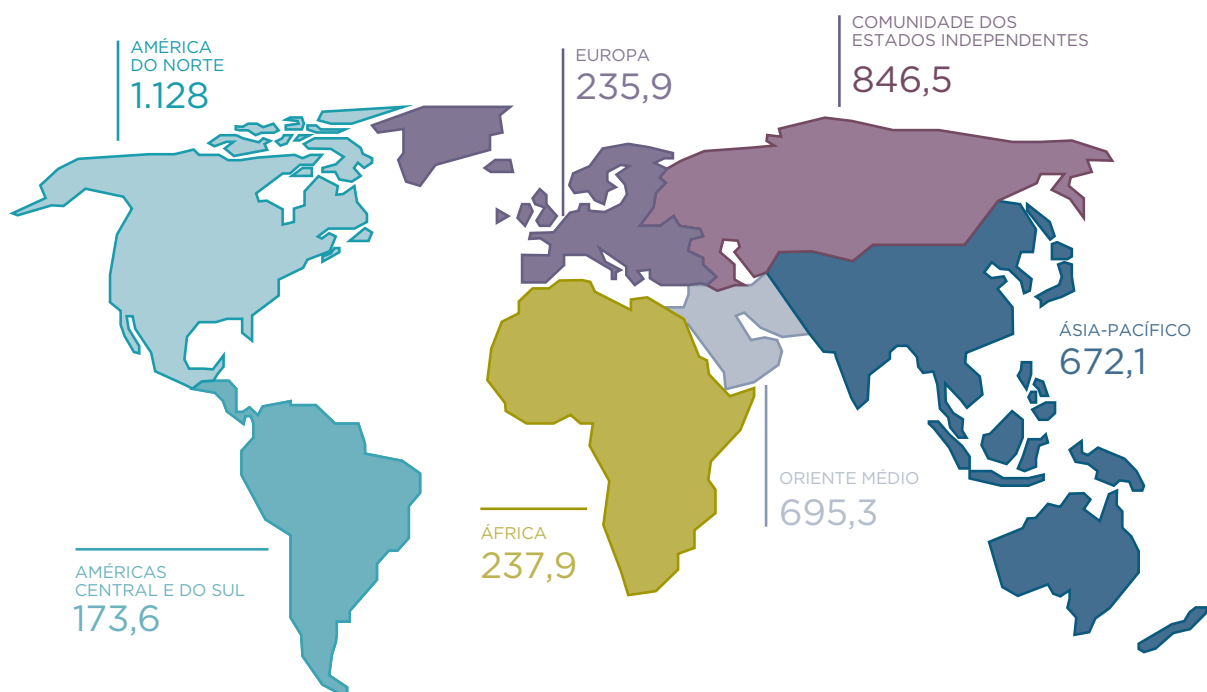 AMÉRICA
DO NORTE
1.128
EUROPA
235,9
COMUNIDADE DOS
ESTADOS INDEPENDENTES
846,5
ÁSIA-PACÍFICO
672,1
ORIENTE MÉDIO
695,3
ÁFRICA
237,9
AMÉRICAS
CENTRAL E DO SUL
173,6